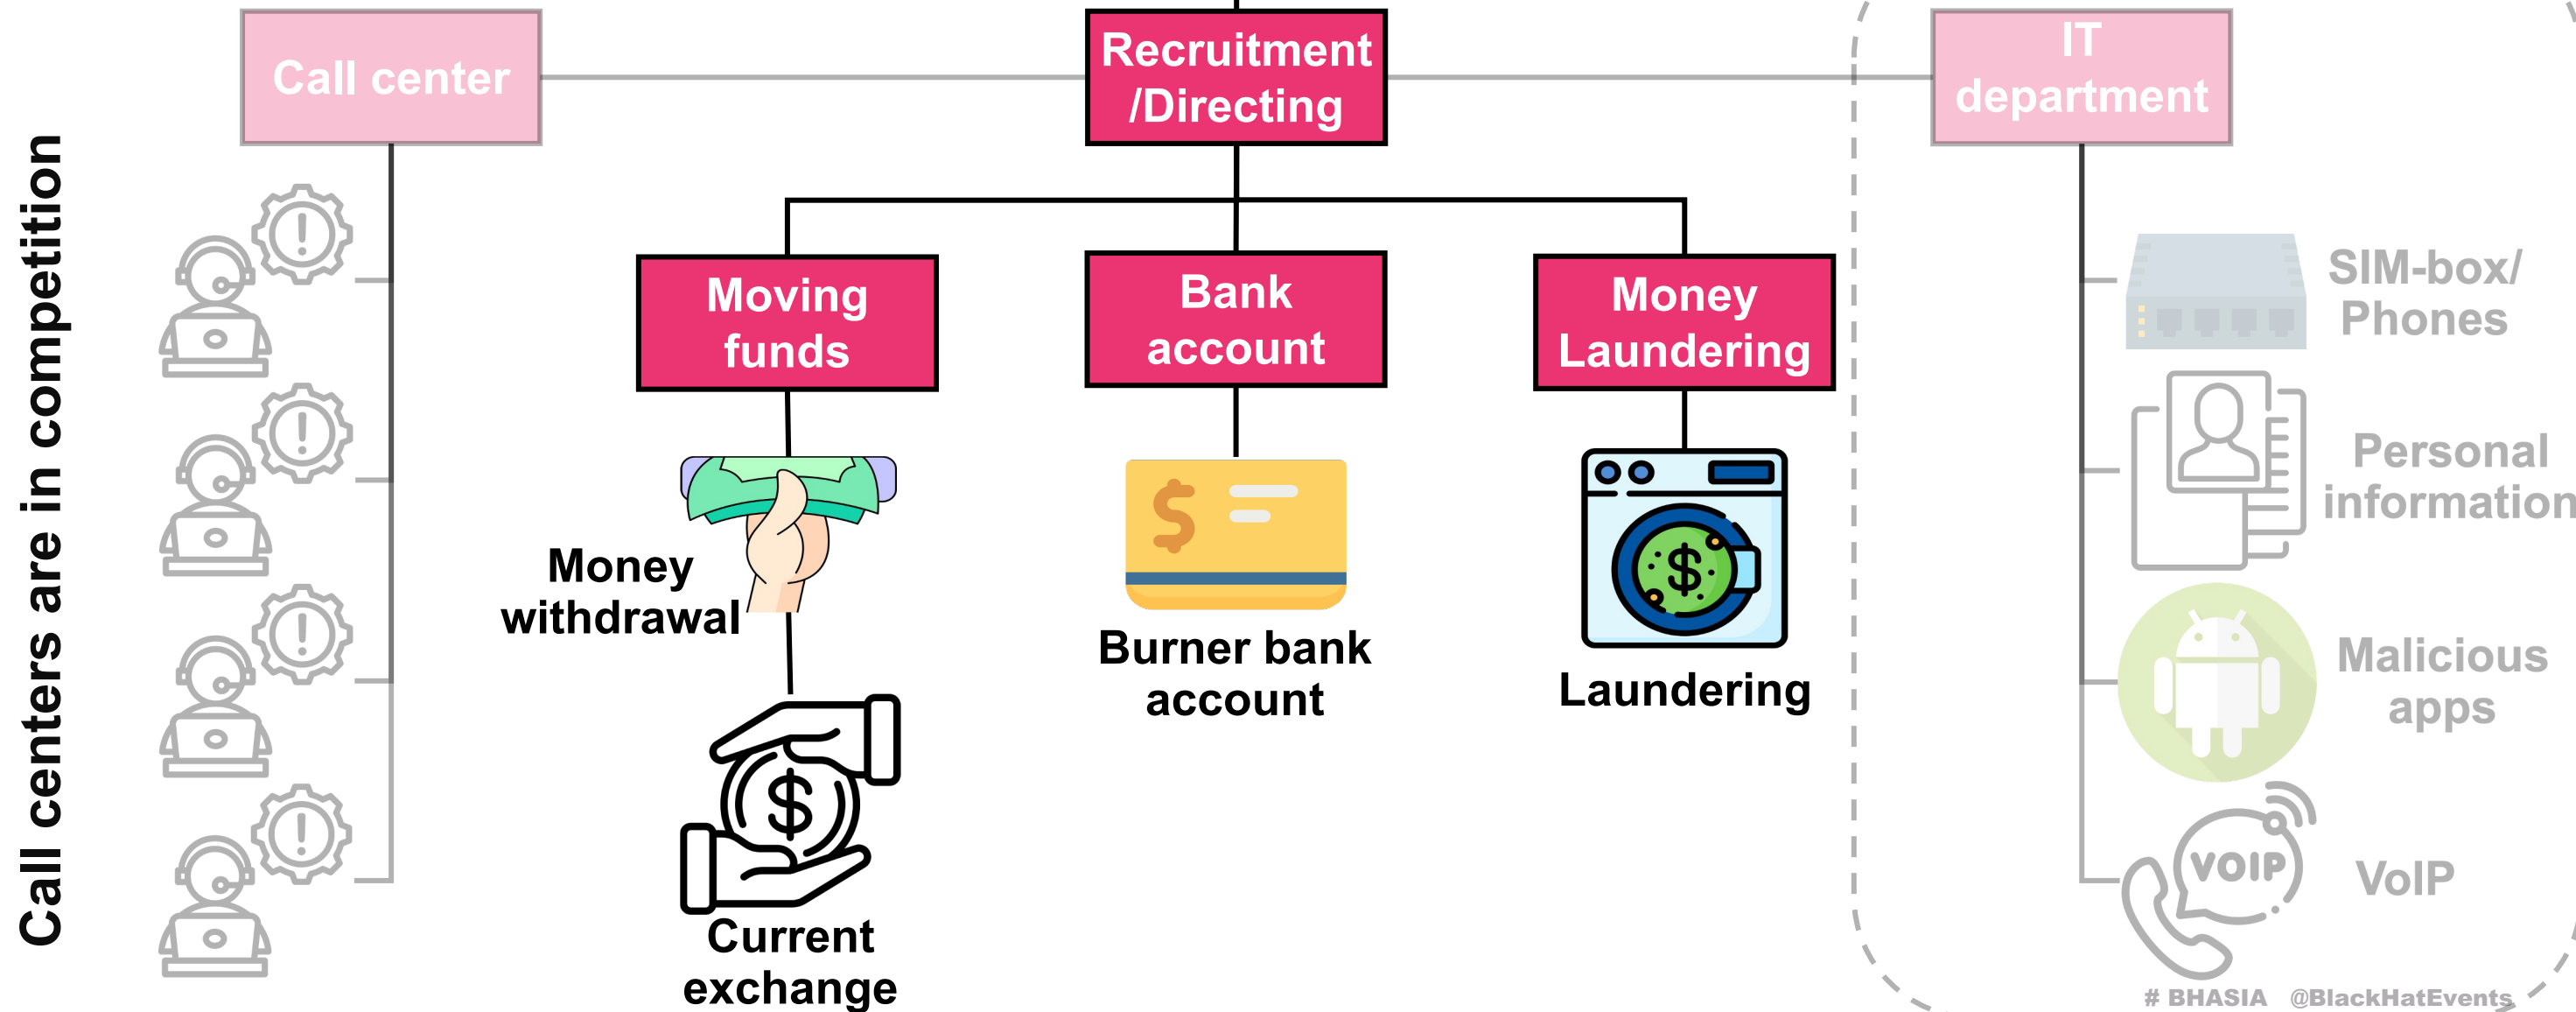 Call centers are in competition
Call center
Recruitment
/Directing
IT
department
Moving
funds
Bank
account
Money
Laundering
Money
withdrawal
Current
exchange
$
Burner bank
account
$
Laundering
$
SIM-box/
Phones
Personal
information
Malicious
apps
VOIP
VoIP
# BHASIA @BlackHatEvents